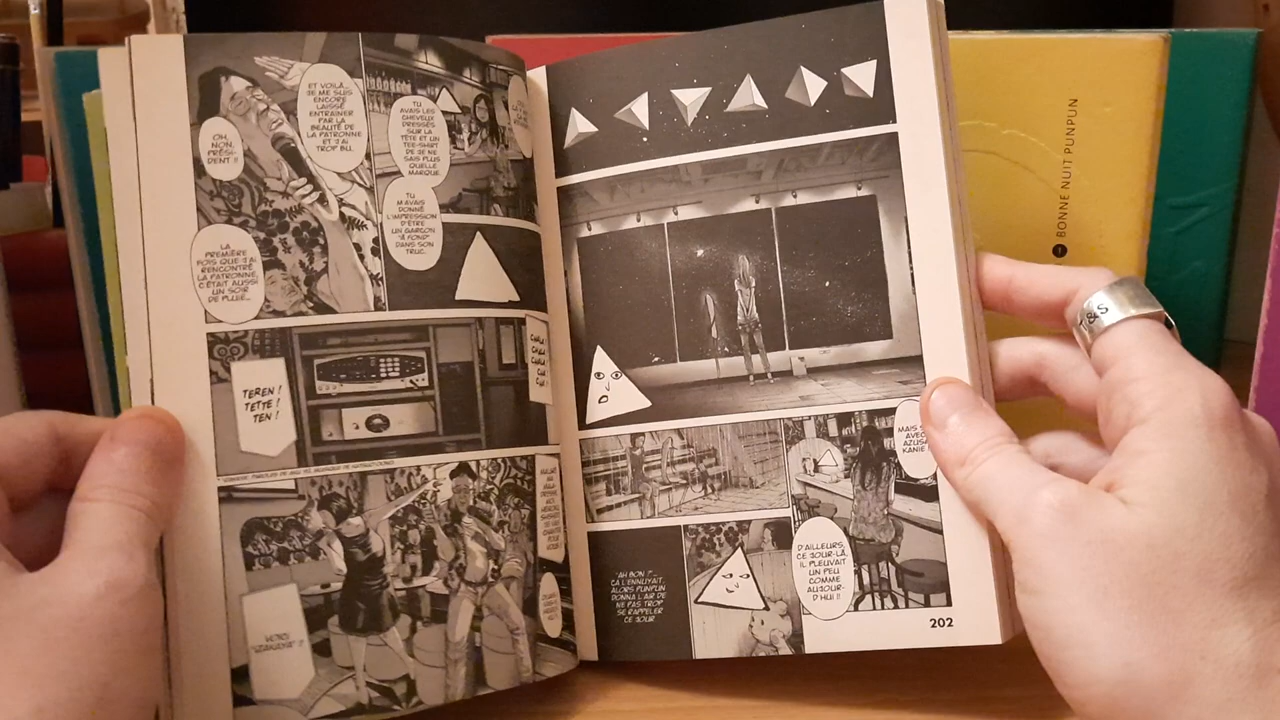 OH,
NON,
PRÉSI-
DENT !!
ET VOILÀ...
JE ME SUIS
ENCORE
LAISSÉ
ENTRAÎNER
PAR LA
BEAUTÉ DE
LA PATRONNE
ET J'AI
TROP BU.
LA
PREMIÈRE
FOIS QUE J'AI
RENCONTRÉ
LA PATRONNE,
C'ÉTAIT AUSSI
UN SOIR
DE PLUIE...
TU
AVAIS LES
CHEVEUX
DRESSÉS
SUR LA
TÊTE ET UN
TEE-SHIRT
DE JE NE
SAIS PLUS
QUELLE
MARQUE.
TU
M'AVAIS
DONNÉ
L'IMPRESSION
D'ÊTRE
UN GARÇON
"À FOND"
DANS SON
TRUC.
TEREN !
TETTE !
TEN !
MAIS
AVEC
AZUSA
KANIE
D'AILLEURS,
CE JOUR-LÀ,
IL PLEUVAIT
UN PEU
COMME
AUJOUR-
D'HUI !!
"AH BON ?"...
ÇA L'ENNUYAIT,
ALORS PUNPUN
DONNA L'AIR DE
NE PAS TROP
SE RAPPELER
CE JOUR
202
BONNE NUIT PUNPUN
T&S